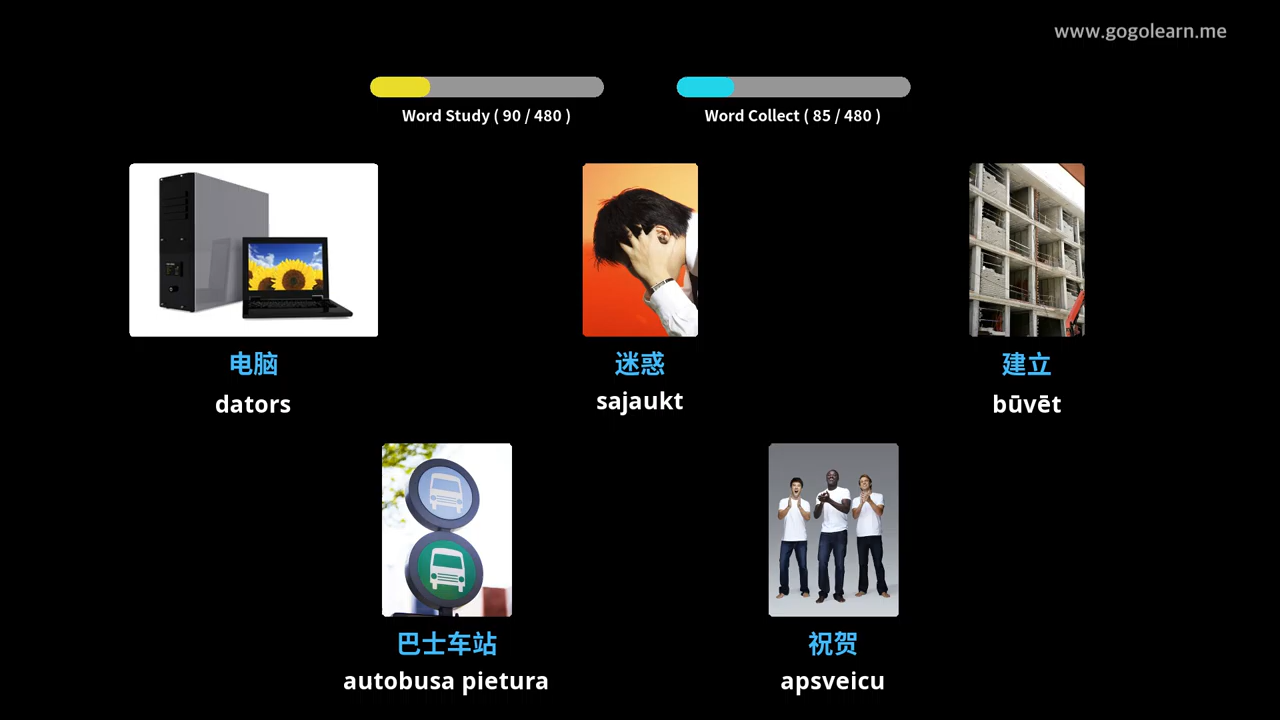 www.gogolearn.me
Word Study ( 90 / 480 )
Word Collect ( 85 / 480 )
电脑
dators
迷惑
sajaukt
建立
būvēt
巴士车站
autobusa pietura
祝贺
apsveicu